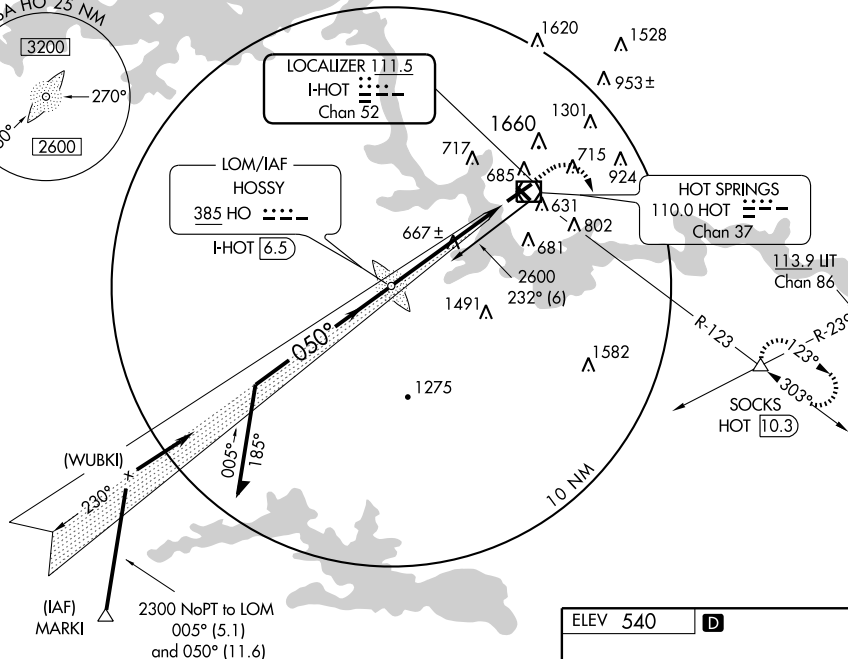 HO 25 NM
3200
270°
2600
LOCALIZER 111.5
I-HOT
Chan 52
1620
1528
953±
1301
1660
717
715
685
924
LOM/IAF
HOSSY
385 HO
I-HOT 6.5
HOT SPRINGS
110.0 HOT
Chan 37
631
802
667±
681
2600
232° (6)
113.9 LIT
Chan 86
1491
050°
R-123
R-23
1582
123°
303°
1275
SOCKS
HOT 10.3
005°
185°
(WUBKI)
230°
10 NM
(IAF)
MARKI
2300 NoPT to LOM
005° (5.1)
and 050° (11.6)
ELEV 540 D